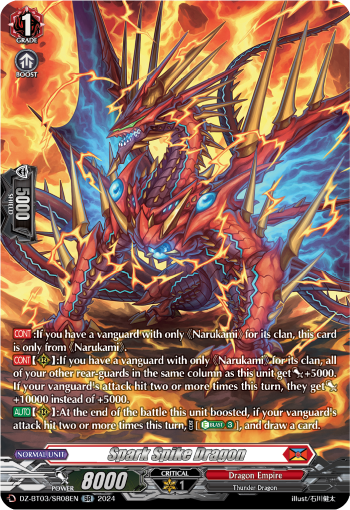 1
GRADE
BOOST
5000
SHIELD
CONT :If you have a vanguard with only 《Narukami》 for its clan, this card
is only from 《Narukami》.
CONT [ ]:If you have a vanguard with only 《Narukami》 for its clan, all
of your other rear-guards in the same column as this unit get +5000.
If your vanguard's attack hit two or more times this turn, they get
+10000 instead of +5000.
AUTO [ ]:At the end of the battle this unit boosted, if your vanguard's
attack hit two or more times this turn, [ BLAST 3 ], and draw a card.
NORMAL UNIT
Spark Spike Dragon
POWER 8000
CRITICAL
1
Dragon Empire
Thunder Dragon
DZ-BT03/SR08EN SR 2024
illust/石川健太